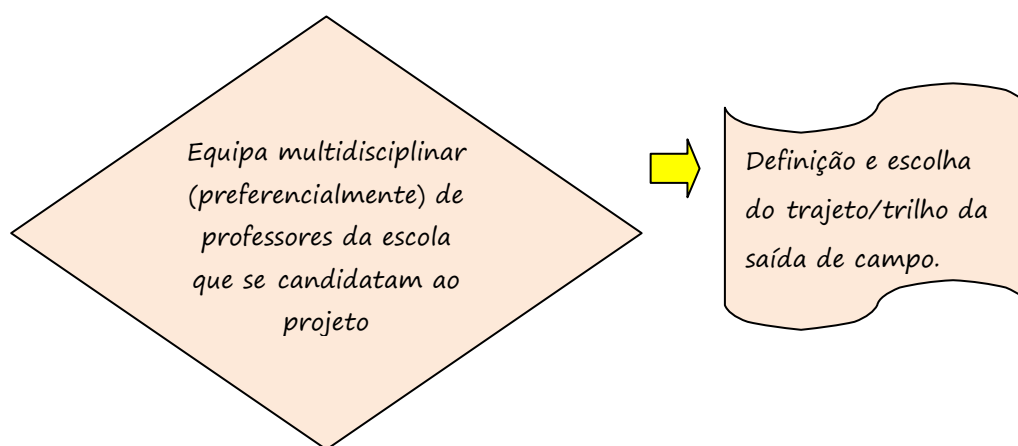 Equipa multidisciplinar
(preferencialmente) de
professores da escola
que se candidatam ao
projeto
Definição e escolha
do trajeto/trilho da
saída de campo.